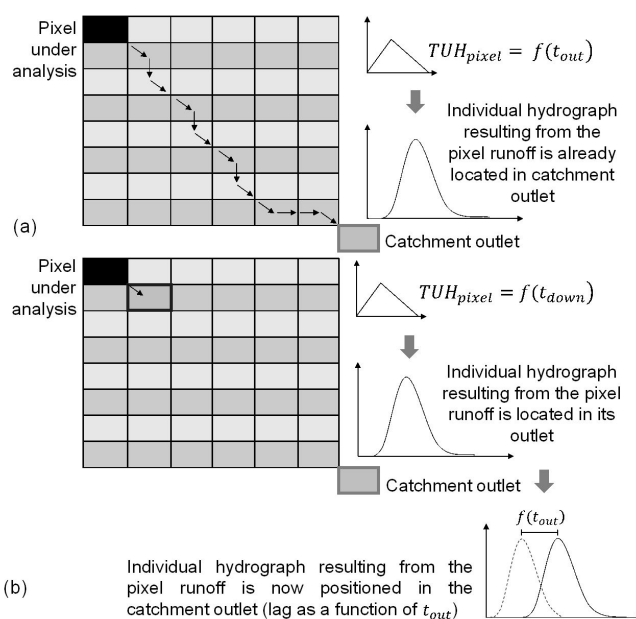 (a)
Pixel
under
analysis
TUH_pixel = f(t_out)
Individual hydrograph
resulting from the
pixel runoff is already
located in catchment
outlet
Catchment outlet
Pixel
under
analysis
TUH_pixel = f(t_down)
Individual hydrograph
resulting from the pixel
runoff is located in its
outlet
Catchment outlet
f(t_out)
(b)
Individual hydrograph resulting from the
pixel runoff is now positioned in the
catchment outlet (lag as a function of t_out)